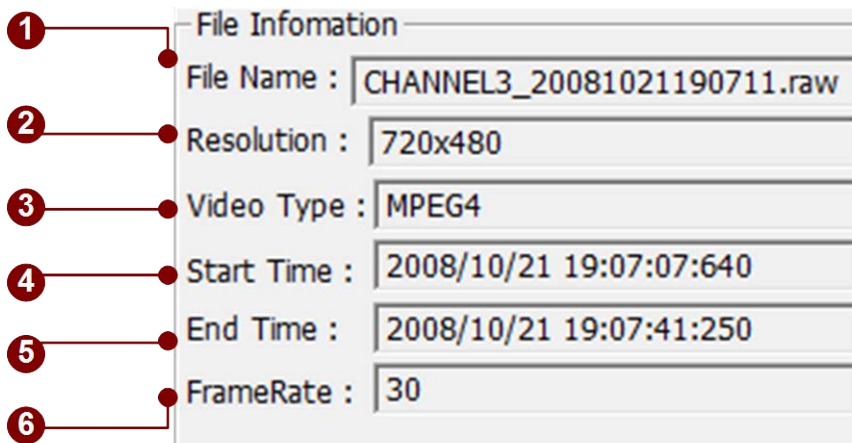 File Infomation
1
File Name : CHANNEL3_20081021190711.raw
2
Resolution : 720x480
3
Video Type : MPEG4
4
Start Time : 2008/10/21 19:07:07:640
5
End Time : 2008/10/21 19:07:41:250
6
FrameRate : 30